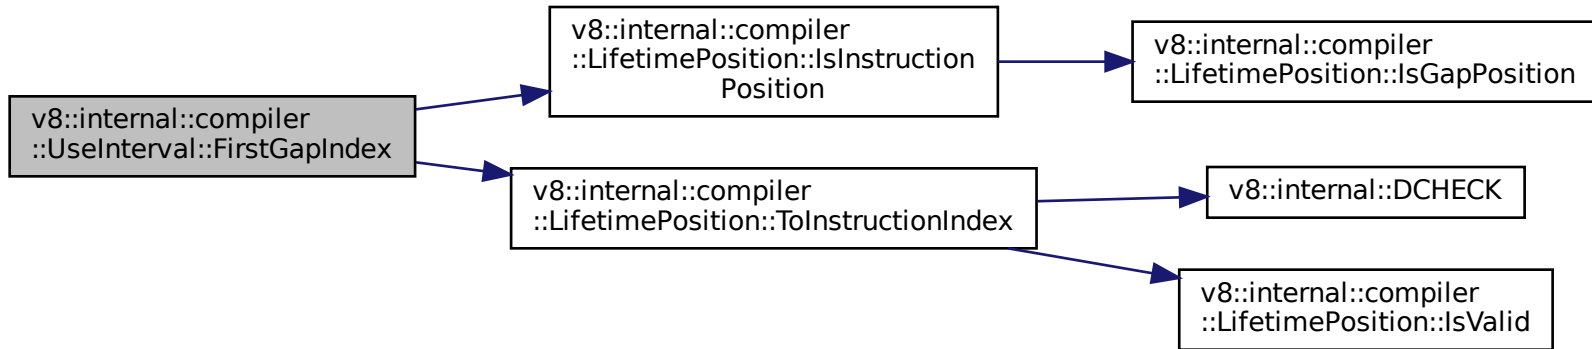 v8::internal::compiler
::UseInterval::FirstGapIndex
v8::internal::compiler
::LifetimePosition::IsInstruction
Position
v8::internal::compiler
::LifetimePosition::IsGapPosition
v8::internal::compiler
::LifetimePosition::ToInstructionIndex
v8::internal::DCHECK
v8::internal::compiler
::LifetimePosition::IsValid